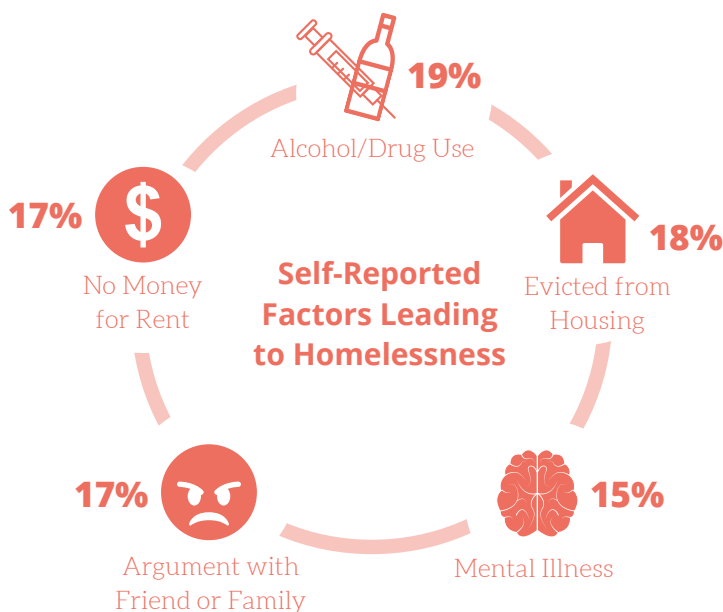 19%
Alcohol/Drug Use
18%
Evicted from
Housing
15%
Mental Illness
17%
Argument with
Friend or Family
17%
$
No Money
for Rent
Self-Reported
Factors Leading
to Homelessness